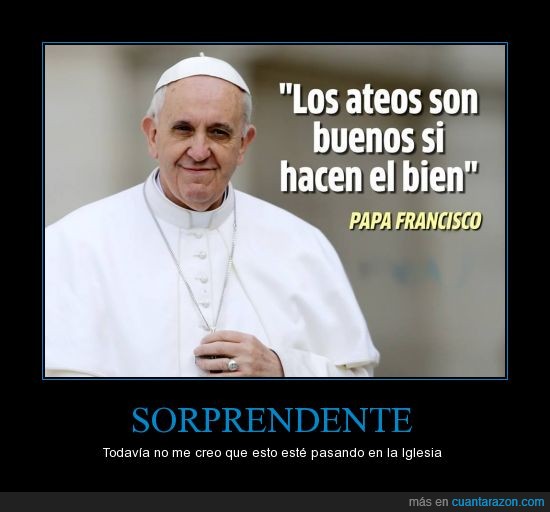 "Los ateos son
buenos si
hacen el bien"
PAPA FRANCISCO
SORPRENDENTE
Todavía no me creo que esto esté pasando en la Iglesia
más en cuantarazon.com